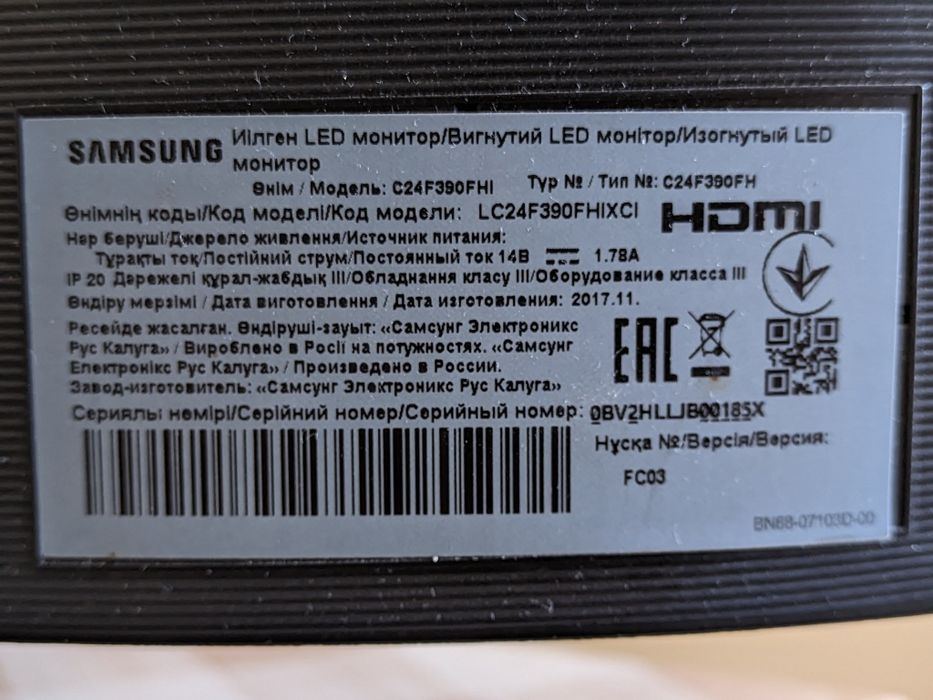 SAMSUNG Иілген LED монитор/Вигнутий LED монітор/Изогнутый LED
монитор
Өнім / Модель: C24F390FHI Түр № / Тип №: C24F390FH
Өнімнің коды/Код моделі/Код модели: LC24F390FHIXCI HDMI
Нәр беруші/Джерело живлення/Источник питания:
Тұрақты ток/Постійний струм/Постоянный ток 14В 1.78A
IP 20 Дәрежелі құрал-жабдық III/Обладнання класу III/Оборудование класса III
Өндіру мерзімі / Дата виготовлення / Дата изготовления: 2017.11.
Ресейде жасалған. Өндіруші-зауыт: «Самсунг Электроникс
Рус Калуга» / Вироблено в Росії на потужностях. «Самсунг
Електронікс Рус Калуга» / Произведено в России.
Завод-изготовитель: «Самсунг Электроникс Рус Калуга»
EAC
Сериялы немірі/Серійний номер/Серийный номер: 0BV2HLLJB00185X
Нұсқа №/Версія/Версия:
FC03
BN68-07103D-00